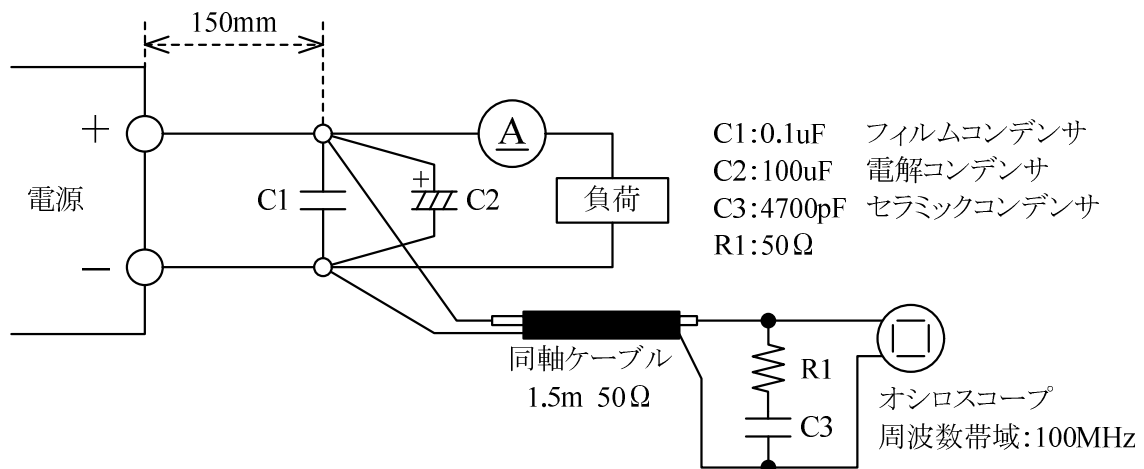 150mm
+
A
電源
C1
+
C2
負荷
−
C1:0.1uF フィルムコンデンサ
C2:100uF 電解コンデンサ
C3:4700pF セラミックコンデンサ
R1:50Ω
同軸ケーブル
1.5m 50Ω
R1
C3
オシロスコープ
周波数帯域:100MHz